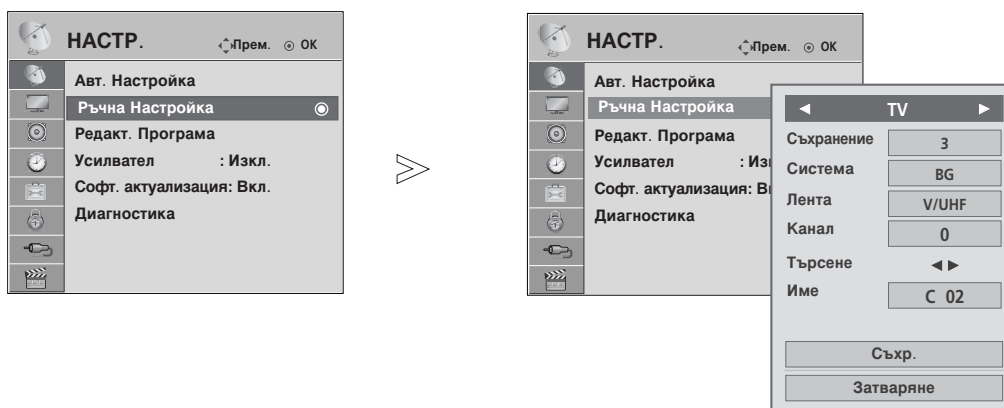 НАСТР. Прем. OK
Авт. Настройка
Ръчна Настройка
Редакт. Програма
Усилвател : Изкл.
Софт. актуализация: Вкл.
Диагностика
НАСТР. Прем. OK
Авт. Настройка
Ръчна Настройка
Редакт. Програма
Усилвател : Из
Софт. актуализация: В
Диагностика
◄ TV ►
Съхранение 3
Система BG
Лента V/UHF
Канал 0
Търсене ◄ ►
Име C 02
Съхр.
Затваряне